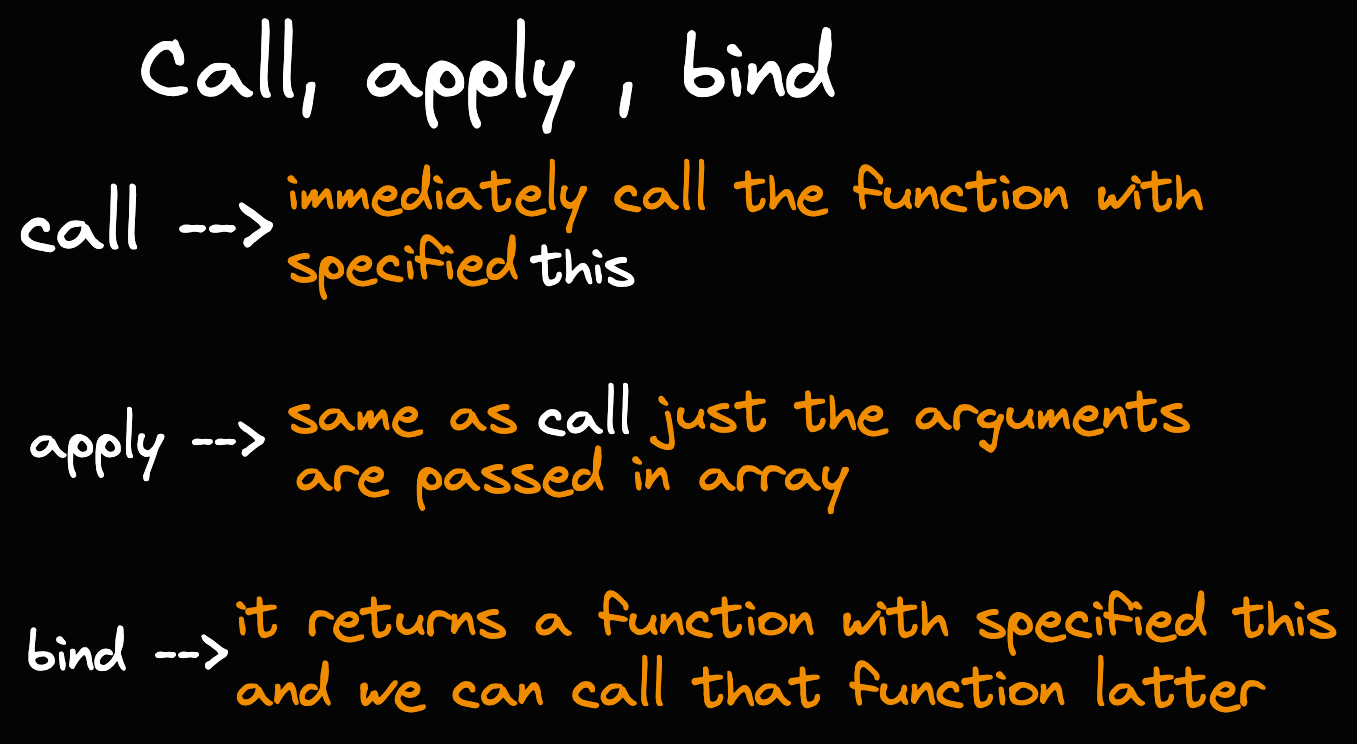 Call, apply , bind
call --> immediately call the function with
specified this
apply --> same as call just the arguments
are passed in array
bind --> it returns a function with specified this
and we can call that function latter